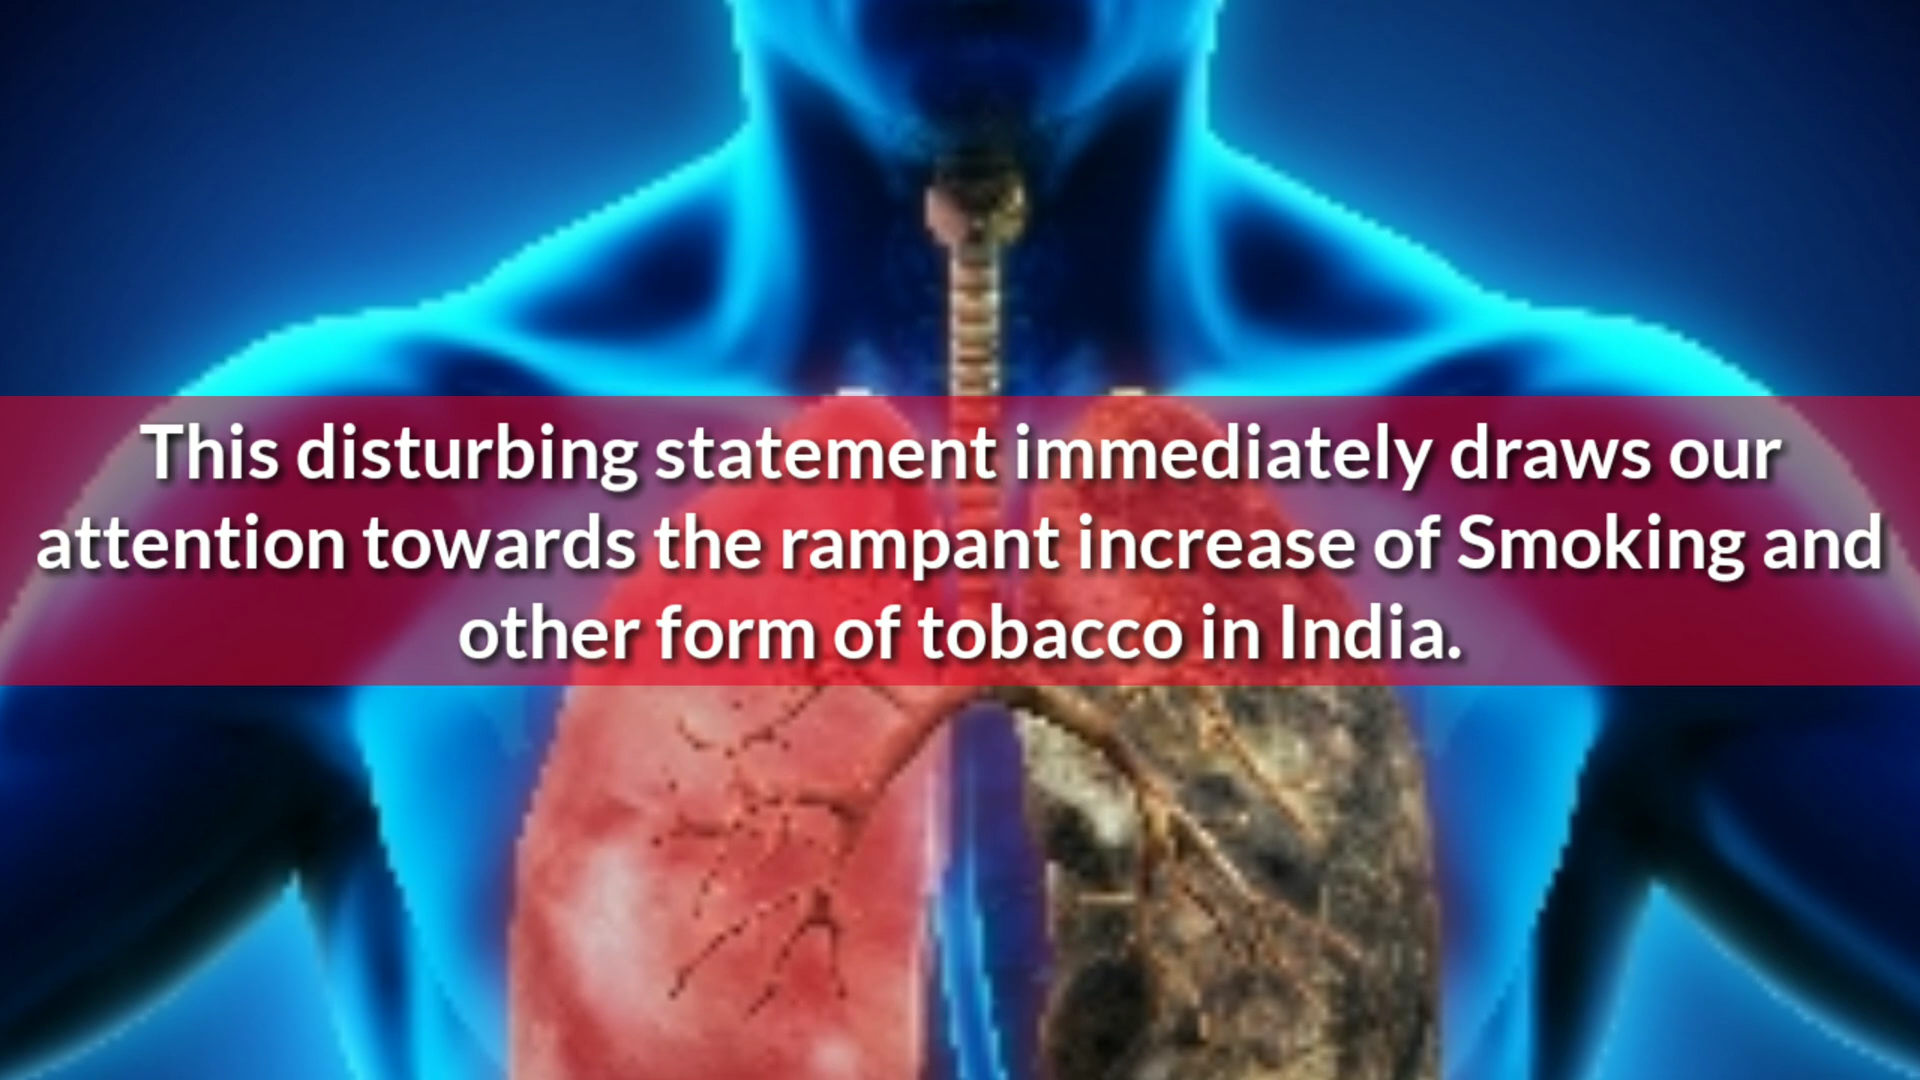 This disturbing statement immediately draws our
attention towards the rampant increase of Smoking and
other form of tobacco in India.